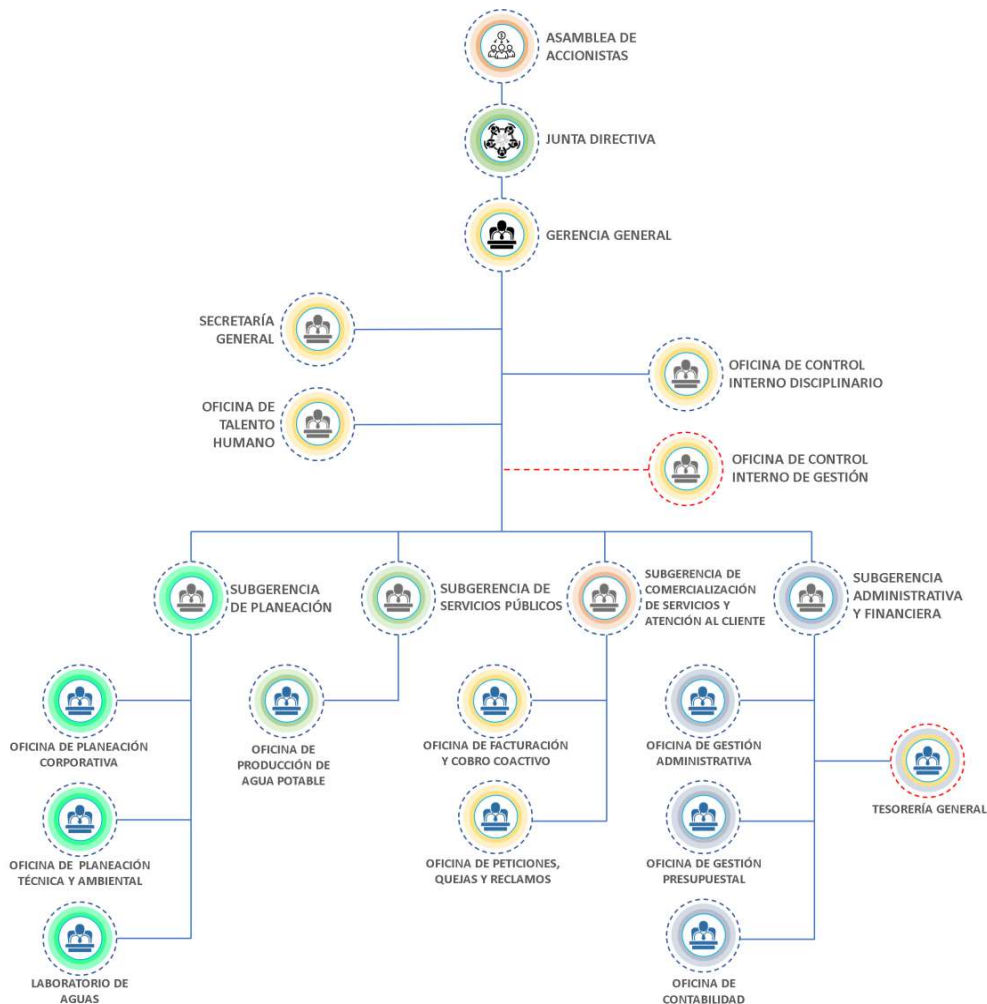 ASAMBLEA DE
ACCIONISTAS
JUNTA DIRECTIVA
GERENCIA GENERAL
SECRETARÍA
GENERAL
OFICINA DE CONTROL
INTERNO DISCIPLINARIO
OFICINA DE
TALENTO
HUMANO
OFICINA DE CONTROL
INTERNO DE GESTIÓN
SUBGERENCIA
DE PLANEACIÓN
SUBGERENCIA DE
SERVICIOS PÚBLICOS
SUBGERENCIA DE
COMERCIALIZACIÓN
DE SERVICIOS Y
ATENCIÓN AL CLIENTE
SUBGERENCIA
ADMINISTRATIVA
Y FINANCIERA
OFICINA DE PLANEACIÓN
CORPORATIVA
OFICINA DE
PRODUCCIÓN DE
AGUA POTABLE
OFICINA DE FACTURACIÓN
Y COBRO COACTIVO
OFICINA DE GESTIÓN
ADMINISTRATIVA
TESORERÍA GENERAL
OFICINA DE PLANEACIÓN
TÉCNICA Y AMBIENTAL
OFICINA DE PETICIONES,
QUEJAS Y RECLAMOS
OFICINA DE GESTIÓN
PRESUPUESTAL
LABORATORIO DE
AGUAS
OFICINA DE
CONTABILIDAD